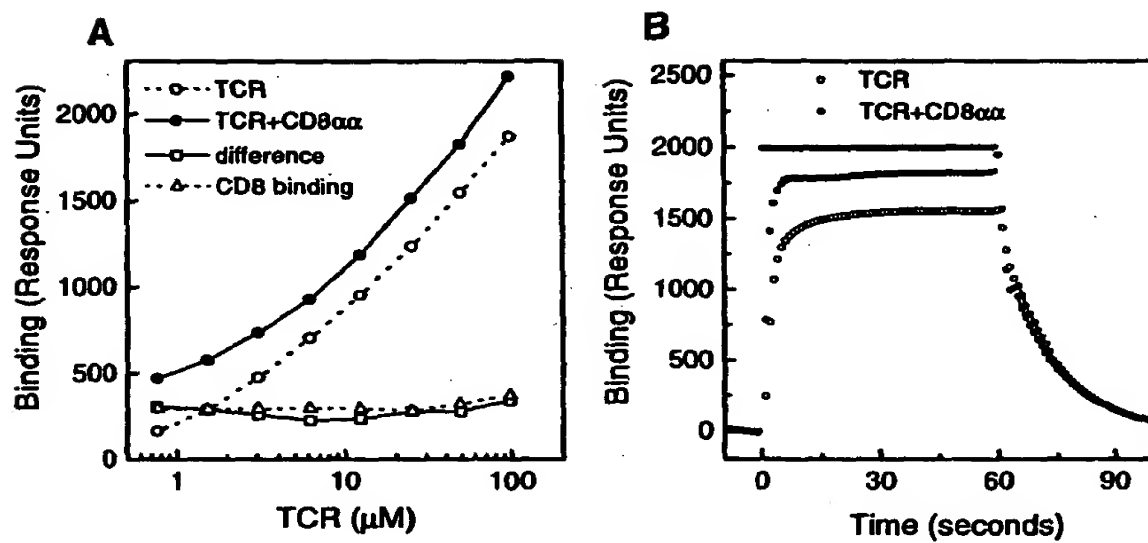 A
TCR
TCR+CD8αα
difference
CD8 binding
2000
1500
1000
500
0
Binding (Response Units)
1
10
100
TCR (μM)
B
TCR
TCR+CD8αα
2500
2000
1500
1000
500
0
Binding (Response Units)
0
30
60
90
Time (seconds)